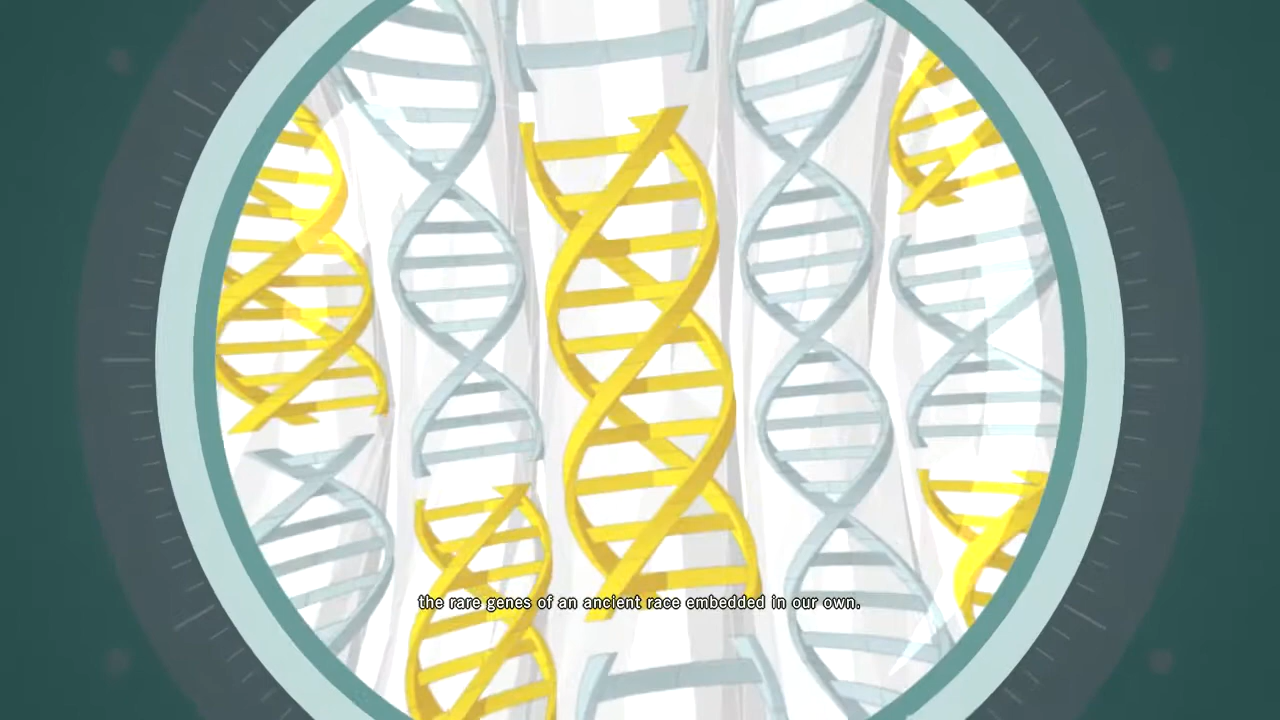 the rare genes of an ancient race embedded in our own.